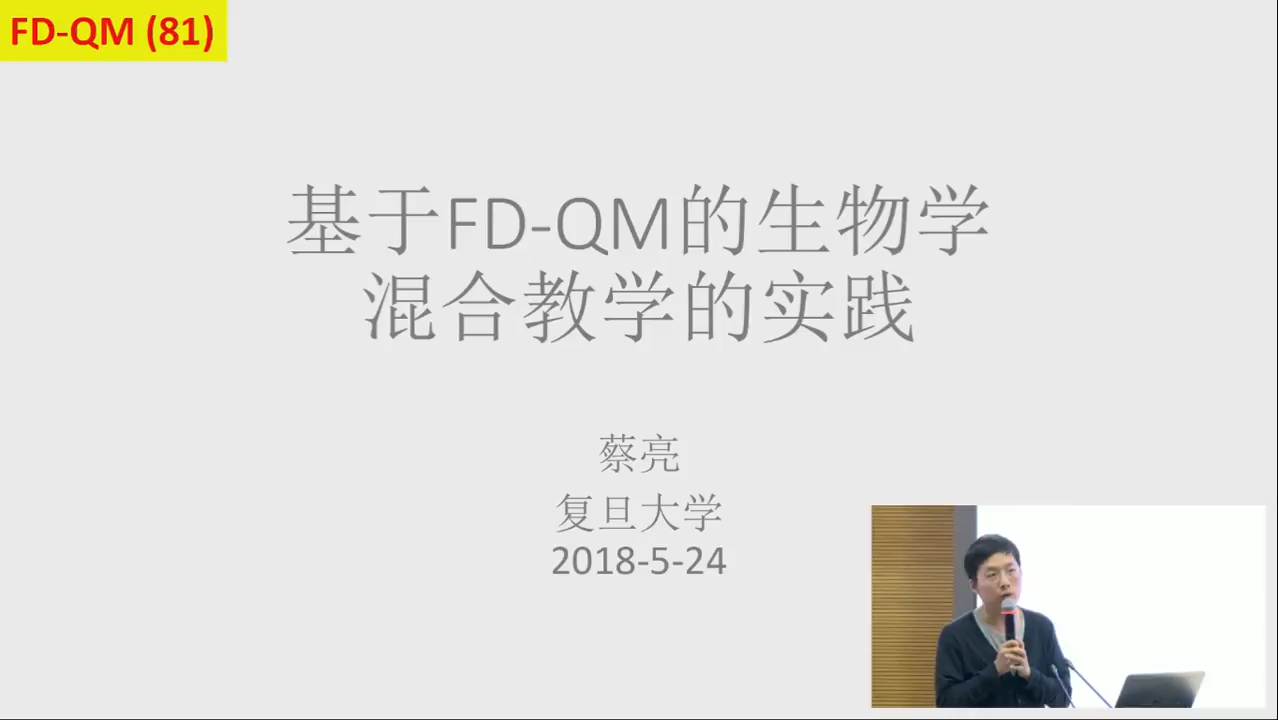 FD-QM (81)
基于FD-QM的生物学
混合教学的实践
蔡亮
复旦大学
2018-5-24